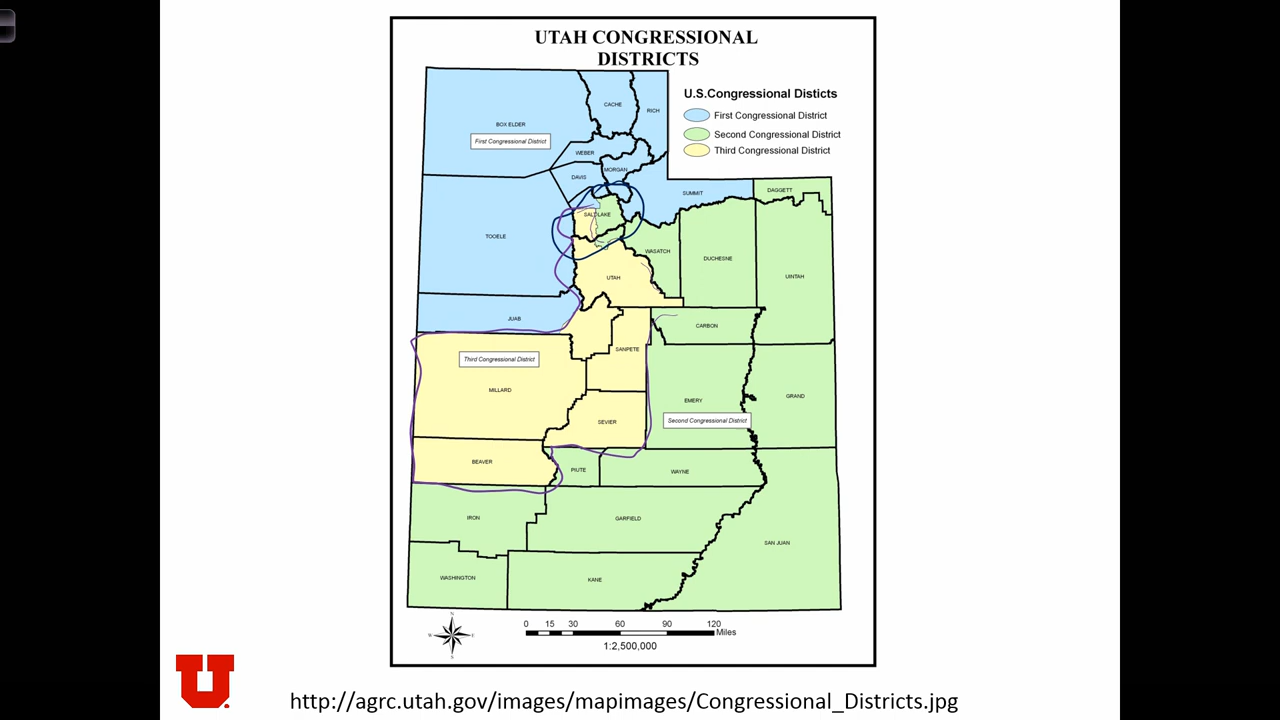 UTAH CONGRESSIONAL
DISTRICTS
U.S.Congressional Disticts
First Congressional District
Second Congressional District
Third Congressional District
CACHE
RICH
BOX ELDER
First Congressional District
WEBER
MORGAN
DAVIS
SUMMIT
DAGGETT
SALT LAKE
TOOELE
WASATCH
DUCHESNE
UTAH
UINTAH
JUAB
CARBON
SANPETE
Third Congressional District
MILLARD
EMERY
GRAND
SEVIER
Second Congressional District
BEAVER
PIUTE
WAYNE
IRON
GARFIELD
SAN JUAN
WASHINGTON
KANE
N
W
E
S
0 15 30 60 90 120
Miles
1:2,500,000
U
http://agrc.utah.gov/images/mapimages/Congressional_Districts.jpg